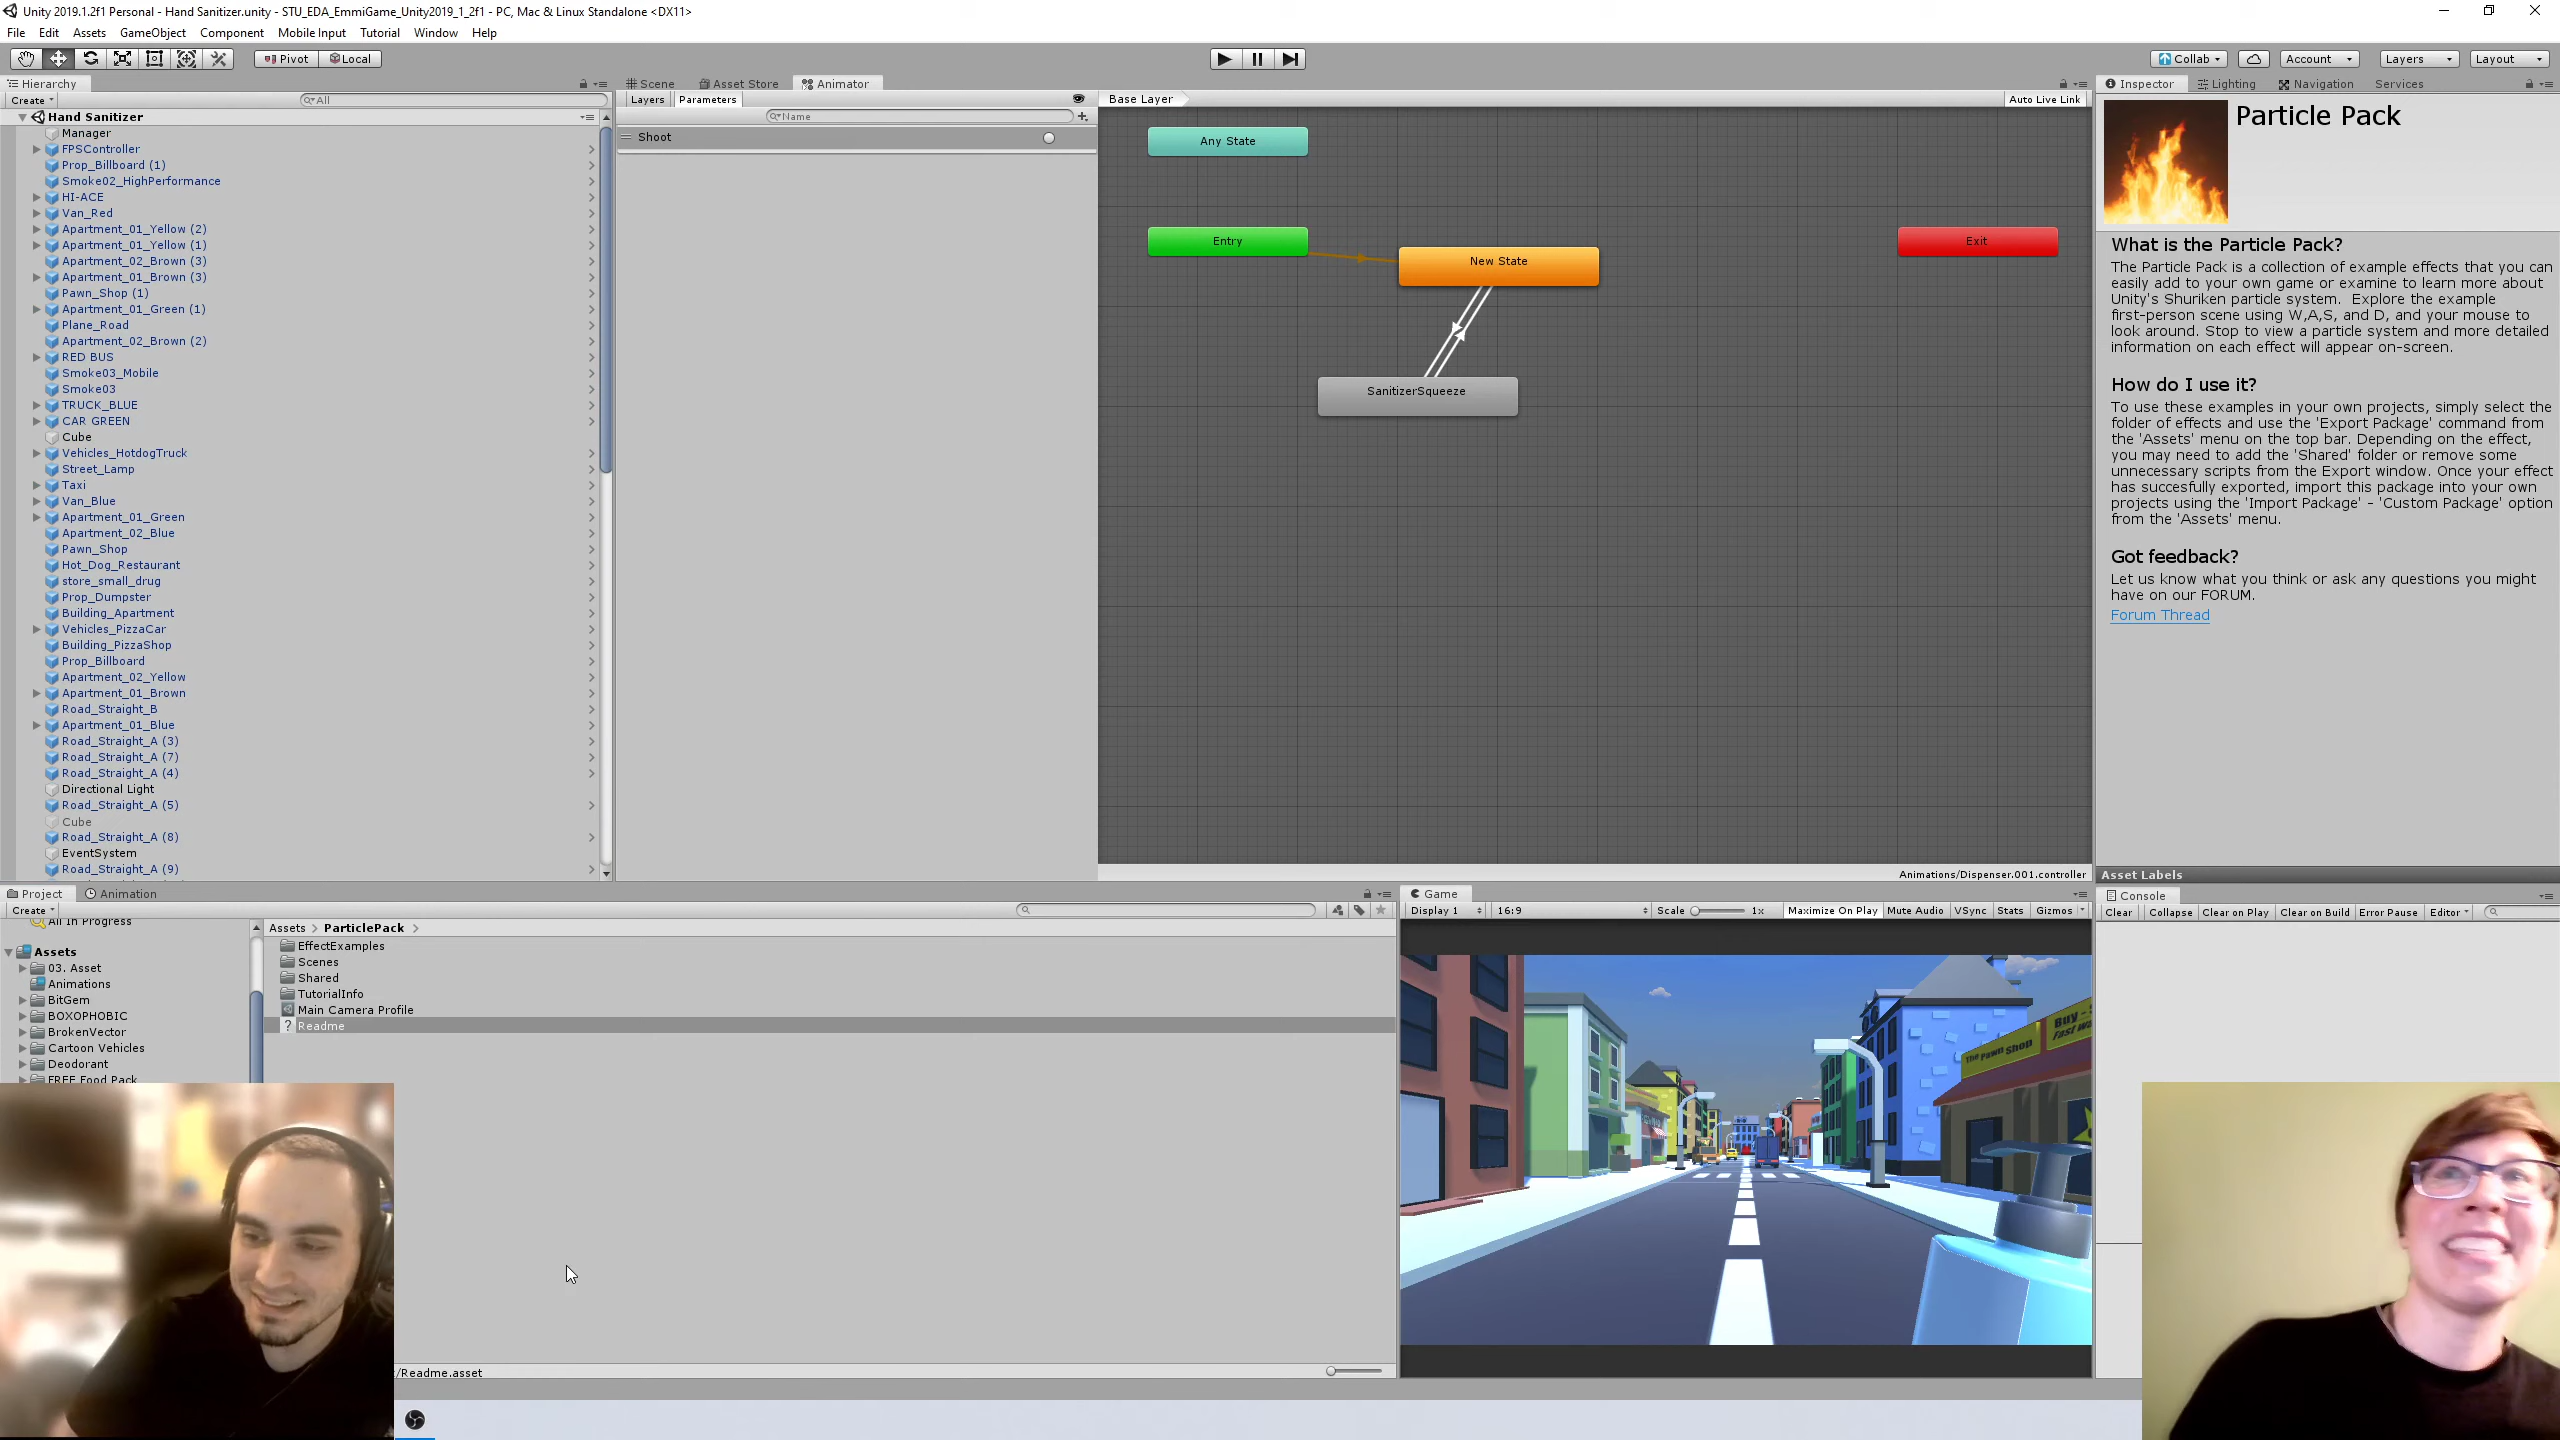 Unity 2019.1.2f1 Personal - Hand Sanitizer.unity - STU_EDA_EmmiGame_Unity2019_1_2f1 - PC, Mac & Linux Standalone <DX11>
File Edit Assets GameObject Component Mobile Input Tutorial Window Help
Pivot Local Collab Account Layers Layout
Hierarchy
Create All
Hand Sanitizer
Manager
FPSController
Prop_Billboard (1)
Smoke02_HighPerformance
HI-ACE
Van_Red
Apartment_01_Yellow (2)
Apartment_01_Yellow (1)
Apartment_02_Brown (3)
Apartment_01_Brown (3)
Pawn_Shop (1)
Apartment_01_Green (1)
Plane_Road
Apartment_02_Brown (2)
RED BUS
Smoke03_Mobile
Smoke03
TRUCK_BLUE
CAR GREEN
Cube
Vehicles_HotdogTruck
Street_Lamp
Taxi
Van_Blue
Apartment_01_Green
Apartment_02_Blue
Pawn_Shop
Hot_Dog_Restaurant
store_small_drug
Prop_Dumpster
Building_Apartment
Vehicles_PizzaCar
Building_PizzaShop
Prop_Billboard
Apartment_02_Yellow
Apartment_01_Brown
Road_Straight_B
Apartment_01_Blue
Road_Straight_A (3)
Road_Straight_A (7)
Road_Straight_A (4)
Directional Light
Road_Straight_A (5)
Cube
Road_Straight_A (8)
EventSystem
Road_Straight_A (9)
Scene Asset Store Animator
Layers Parameters
Name
Shoot
Base Layer Auto Live Link
Any State
Entry
New State
Exit
SanitizerSqueeze
Animations/Dispenser.001.controller
Inspector Lighting Navigation Services
Particle Pack
What is the Particle Pack?
The Particle Pack is a collection of example effects that you can
easily add to your own game or examine to learn more about
Unity's Shuriken particle system. Explore the example
first-person scene using W,A,S, and D, and your mouse to
look around. Stop to view a particle system and more detailed
information on each effect will appear on-screen.
How do I use it?
To use these examples in your own projects, simply select the
folder of effects and use the 'Export Package' command from
the 'Assets' menu on the top bar. Depending on the effect,
you may need to add the 'Shared' folder or remove some
unnecessary scripts from the Export window. Once your effect
has succesfully exported, import this package into your own
projects using the 'Import Package' - 'Custom Package' option
from the 'Assets' menu.
Got feedback?
Let us know what you think or ask any questions you might
have on our FORUM.
Forum Thread
Asset Labels
Project Animation
Create
All In Progress
Assets
03. Asset
Animations
BitGem
BOXOPHOBIC
BrokenVector
Cartoon Vehicles
Deodorant
FREE Food Pack
Assets ParticlePack
EffectExamples
Scenes
Shared
TutorialInfo
Main Camera Profile
Readme
/Readme.asset
Game
Display 1 16:9 Scale 1x Maximize On Play Mute Audio VSync Stats Gizmos
The Pawn Shop
Buy -
Console
Clear Collapse Clear on Play Clear on Build Error Pause Editor